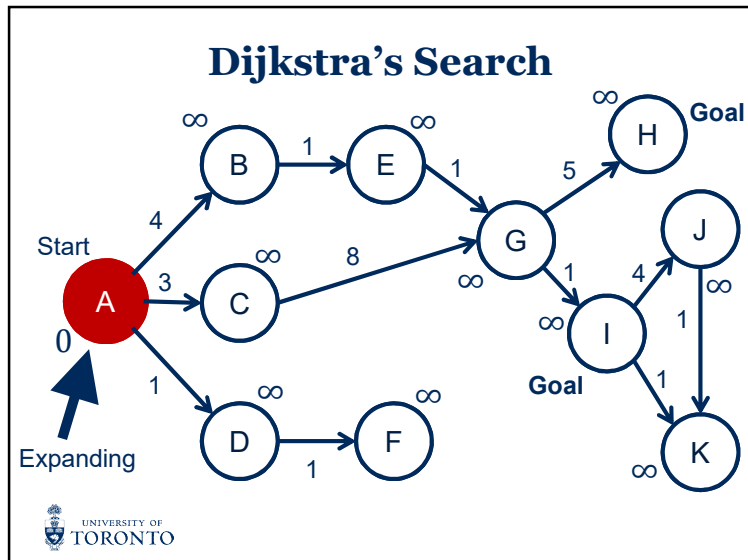 Dijkstra's Search
∞ H Goal
∞ B 1 E ∞ 1 5
4 G J
Start ∞ 8 ∞ 1 4 ∞
A 3 C ∞ I 1
0 Goal 1
1 ∞ ∞
D 1 F ∞ K
Expanding
UNIVERSITY OF
TORONTO